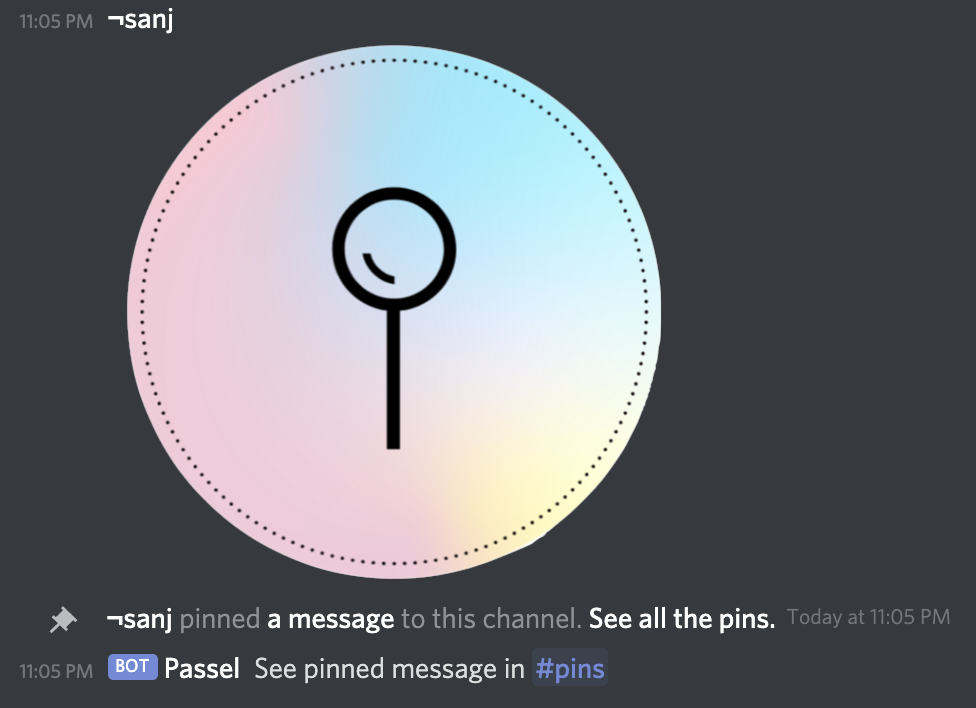 11:05 PM ¬sanj
¬sanj pinned a message to this channel. See all the pins. Today at 11:05 PM
11:05 PM BOT Passel See pinned message in #pins